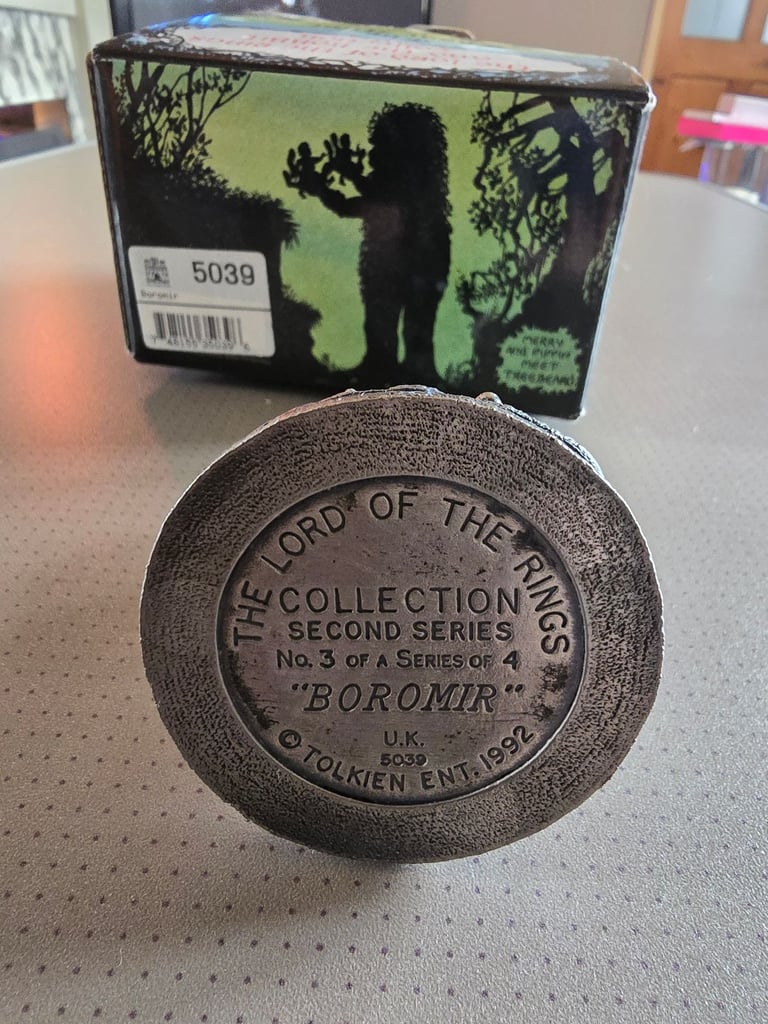 5039
Boromir
MERRY
AND PIPPIN
MEET
TREEBEARD
THE LORD OF THE RINGS
COLLECTION
SECOND SERIES
No. 3 OF A SERIES OF 4
"BOROMIR"
U.K.
5039
© TOLKIEN ENT. 1992